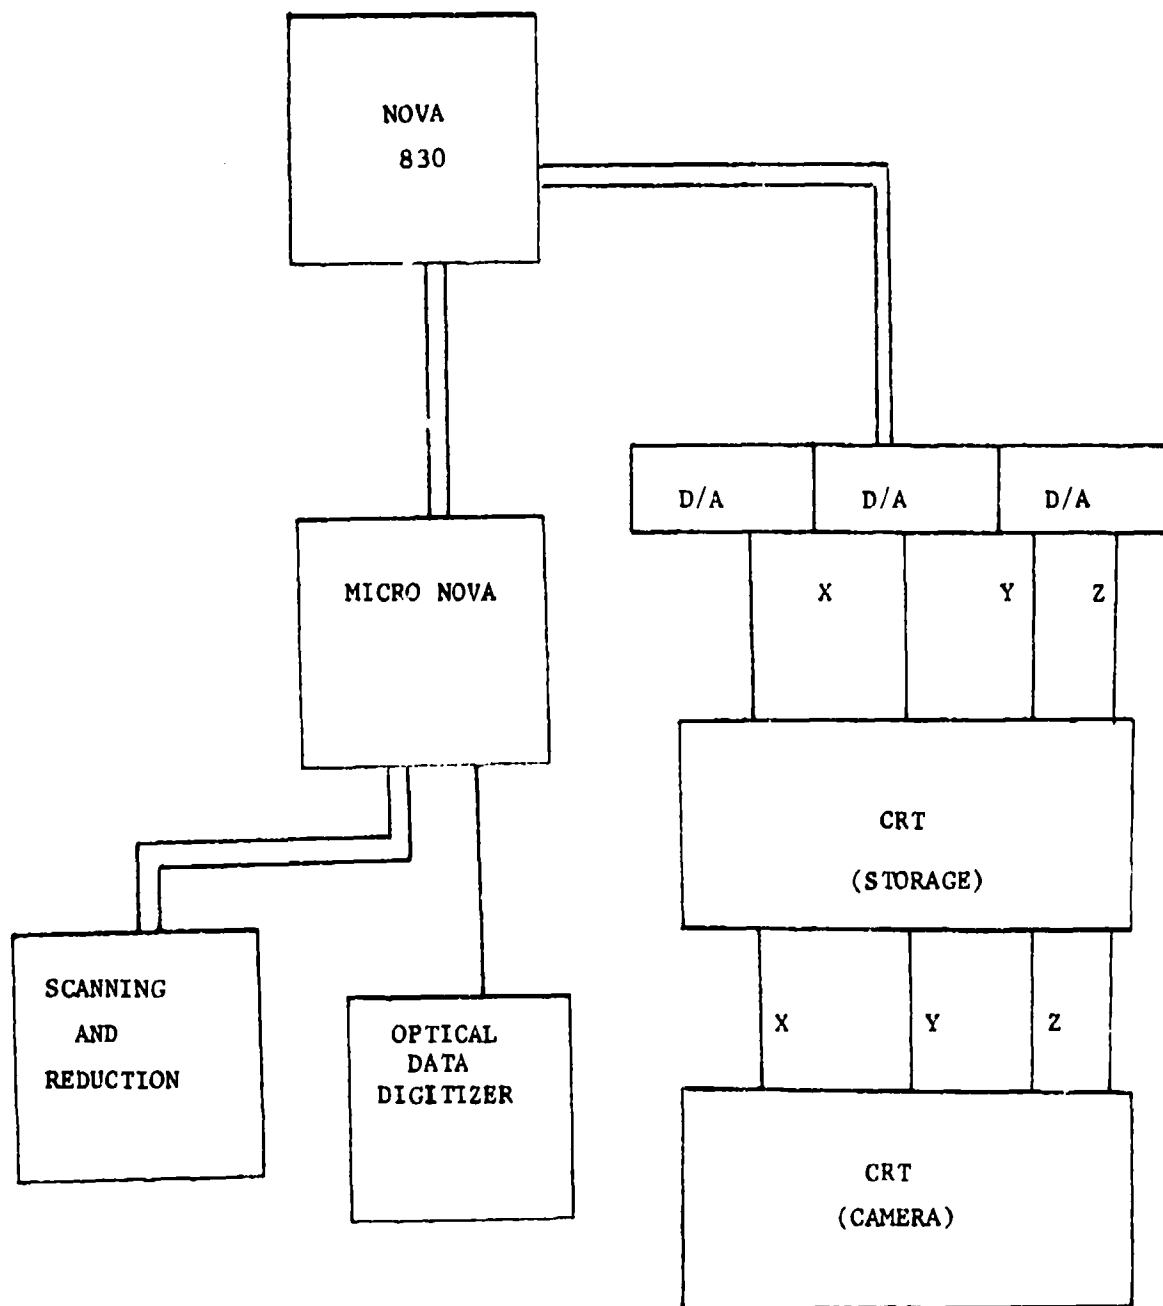 NOVA
830
D/A D/A D/A
MICRO NOVA
X Y Z
CRT
(STORAGE)
SCANNING
AND
REDUCTION
OPTICAL
DATA
DIGITIZER
X Y Z
CRT
(CAMERA)